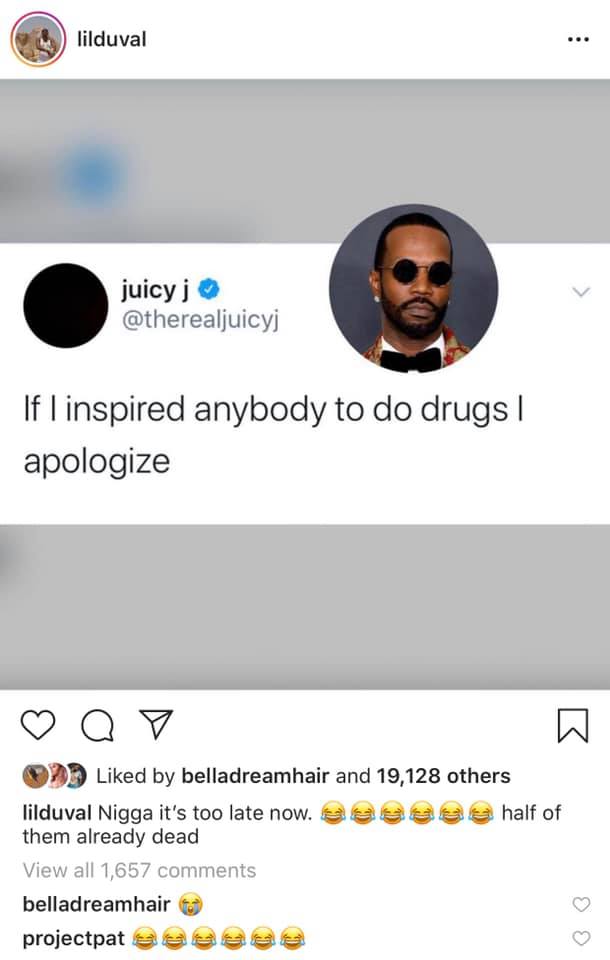 lilduval
juicy j
@therealjuicyj
If I inspired anybody to do drugs I
apologize
Liked by belladreamhair and 19,128 others
lilduval Nigga it's too late now. 😂😂😂😂😂😂 half of
them already dead
View all 1,657 comments
belladreamhair 😭
projectpat 😂😂😂😂😂😂